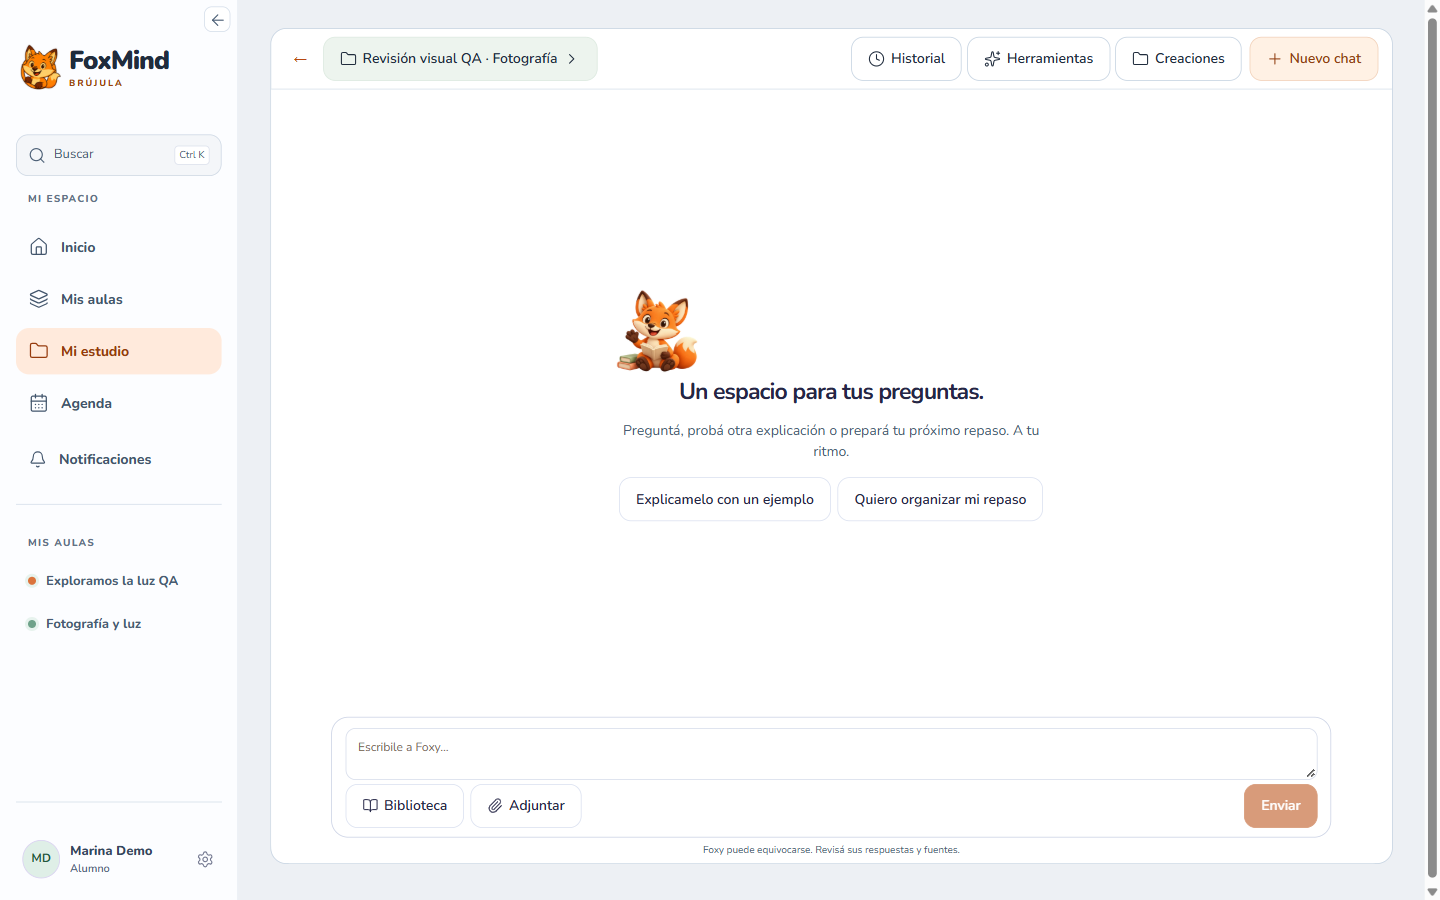 FoxMind
BRÚJULA
Buscar
Ctrl K
MI ESPACIO
Inicio
Mis aulas
Mi estudio
Agenda
Notificaciones
MIS AULAS
Exploramos la luz QA
Fotografía y luz
MD
Marina Demo
Alumno
Revisión visual QA · Fotografía
Historial
Herramientas
Creaciones
Nuevo chat
Un espacio para tus preguntas.
Preguntá, probá otra explicación o prepará tu próximo repaso. A tu
ritmo.
Explicamelo con un ejemplo
Quiero organizar mi repaso
Escribile a Foxy...
Biblioteca
Adjuntar
Enviar
Foxy puede equivocarse. Revisá sus respuestas y fuentes.